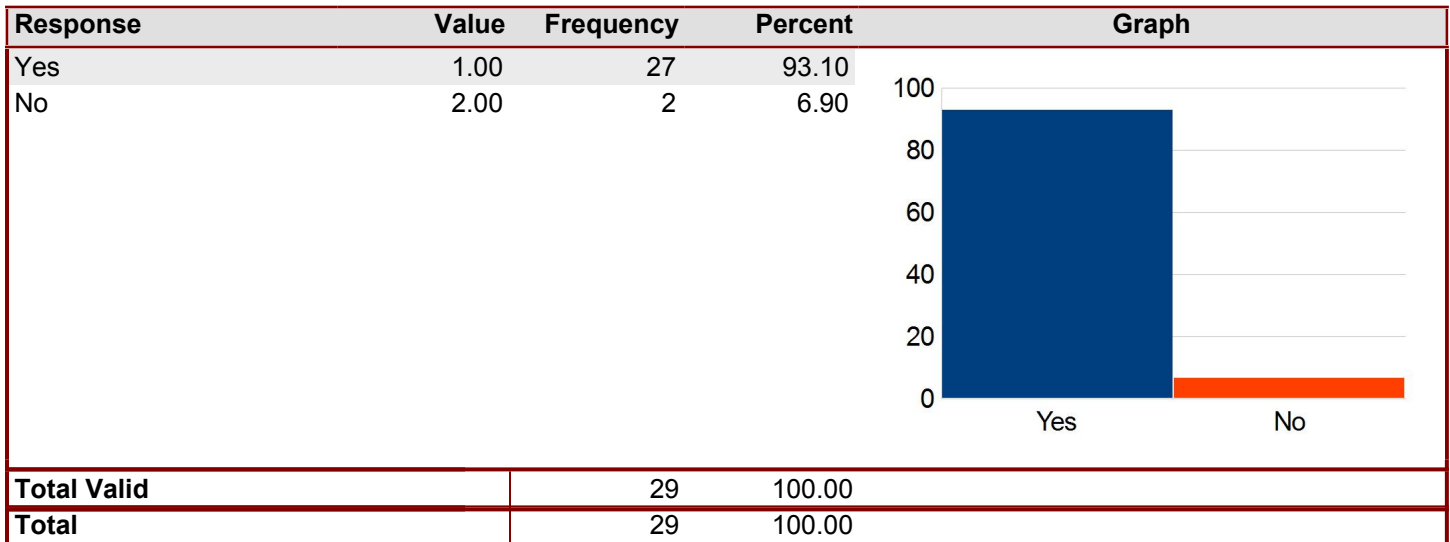 Response Value Frequency Percent Graph
Yes 1.00 27 93.10
No 2.00 2 6.90
100
80
60
40
20
0
Yes No
Total Valid 29 100.00
Total 29 100.00